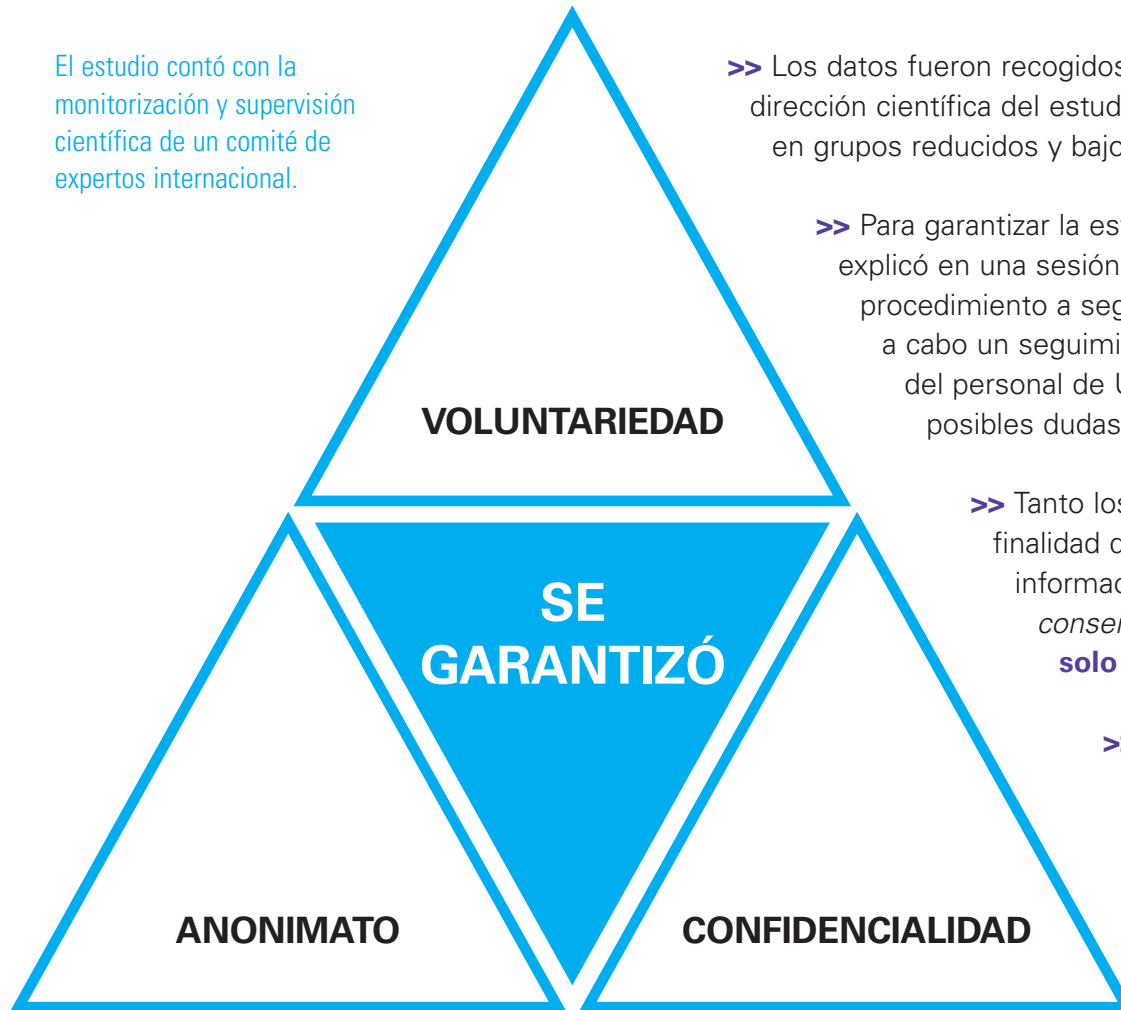 El estudio contó con la
monitorización y supervisión
científica de un comité de
expertos internacional.
>> Los datos fueron recogidos
dirección científica del estud
en grupos reducidos y bajo
>> Para garantizar la es
explicó en una sesión
procedimiento a seg
a cabo un seguimi
del personal de U
posibles dudas
>> Tanto los
finalidad d
informac
conser
solo
>>
VOLUNTARIEDAD
SE
GARANTIZÓ
ANONIMATO
CONFIDENCIALIDAD